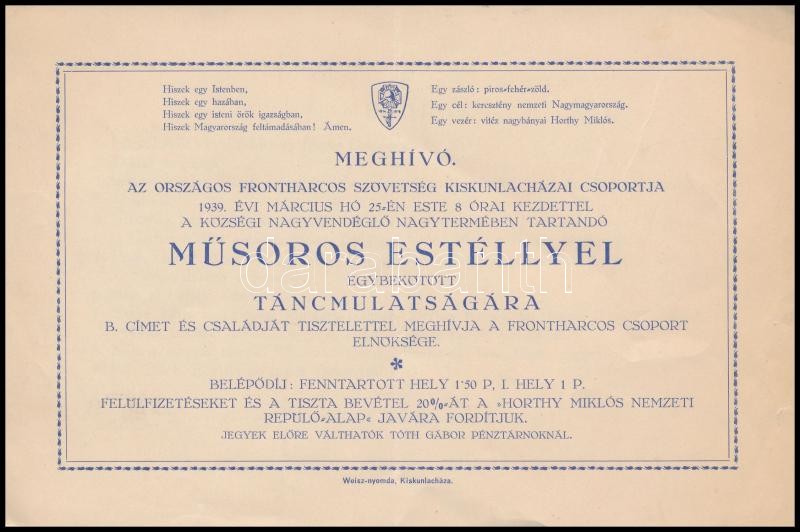 Hiszek egy Istenben,
Hiszek egy hazában,
Hiszek egy isteni örök igazságban,
Hiszek Magyarország feltámadásában! Ámen.
Egy zászló: piros-fehér-zöld.
Egy cél: keresztény nemzeti Nagymagyarország.
Egy vezér: vitéz nagybányai Horthy Miklós.
MEGHÍVÓ.
AZ ORSZÁGOS FRONTHARCOS SZÖVETSÉG KISKUNLACHÁZAI CSOPORTJA
1939. ÉVI MÁRCIUS HÓ 25-ÉN ESTE 8 ÓRAI KEZDETTEL
A KÖZSÉGI NAGYVENDÉGLŐ NAGYTERMÉBEN TARTANDÓ
MŰSOROS ESTÉLLYEL
EGYBEKÖTÖTT
TÁNCMULATSÁGÁRA
B. CÍMET ÉS CSALÁDJÁT TISZTELETTEL MEGHÍVJA A FRONTHARCOS CSOPORT
ELNÖKSÉGE.
BELÉPŐDÍJ: FENNTARTOTT HELY 1·50 P, I. HELY 1 P.
FELÜLFIZETÉSEKET ÉS A TISZTA BEVÉTEL 20%-ÁT A »HORTHY MIKLÓS NEMZETI
REPÜLŐ-ALAP« JAVÁRA FORDÍTJUK.
JEGYEK ELŐRE VÁLTHATÓK TÓTH GÁBOR PÉNZTÁRNOKNÁL.
Weisz-nyomda, Kiskunlacháza.
darabanth